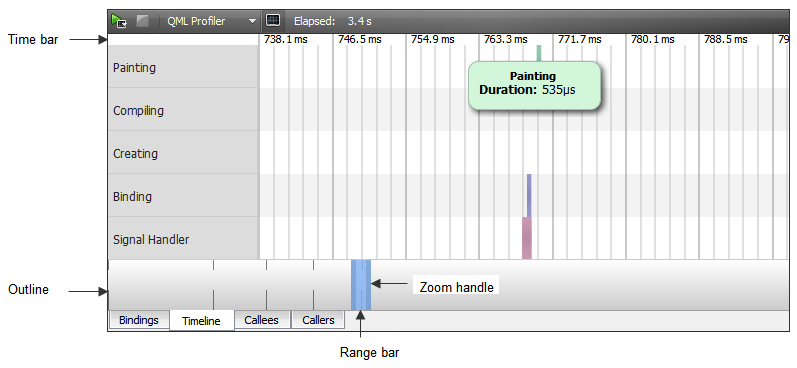 QML Profiler Elapsed: 3.4 s
Time bar 738.1 ms 746.5 ms 754.9 ms 763.3 ms 771.7 ms 780.1 ms 788.5 ms 79
Painting
Painting
Duration: 535µs
Compiling
Creating
Binding
Signal Handler
Outline
Zoom handle
Bindings Timeline Callees Callers
Range bar